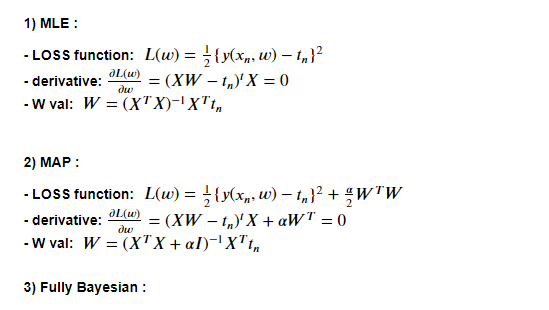 1) MLE :
- LOSS function: L(w) = ½{y(xₙ, w) − tₙ}²
- derivative: ∂L(w)/∂w = (XW − tₙ)′X = 0
- W val: W = (XᵀX)⁻¹Xᵀtₙ
2) MAP :
- LOSS function: L(w) = ½{y(xₙ, w) − tₙ}² + α/2 WᵀW
- derivative: ∂L(w)/∂w = (XW − tₙ)′X + αWᵀ = 0
- W val: W = (XᵀX + αI)⁻¹Xᵀtₙ
3) Fully Bayesian :